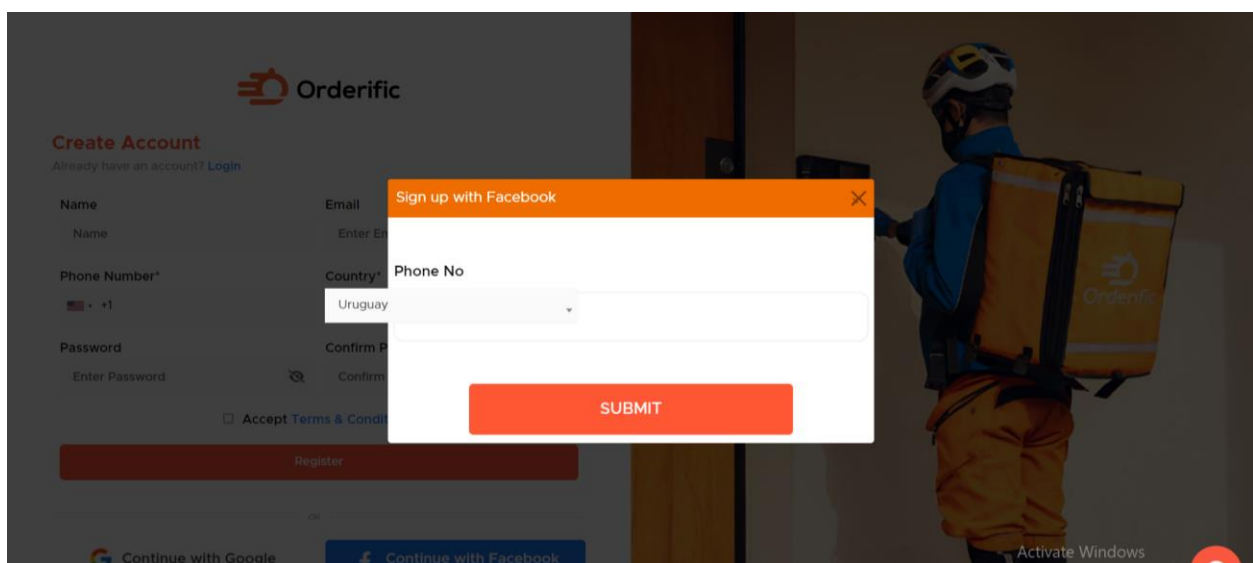 Orderific
Create Account
Already have an account? Login
Name
Email
Name
Enter En
Sign up with Facebook
Phone Number*
Country*
Phone No
+1
Uruguay
Password
Confirm P
Enter Password
Confirm
Accept Terms & Condit
SUBMIT
Register
OR
Continue with Google
f Continue with Facebook
Orderific
Activate Windows